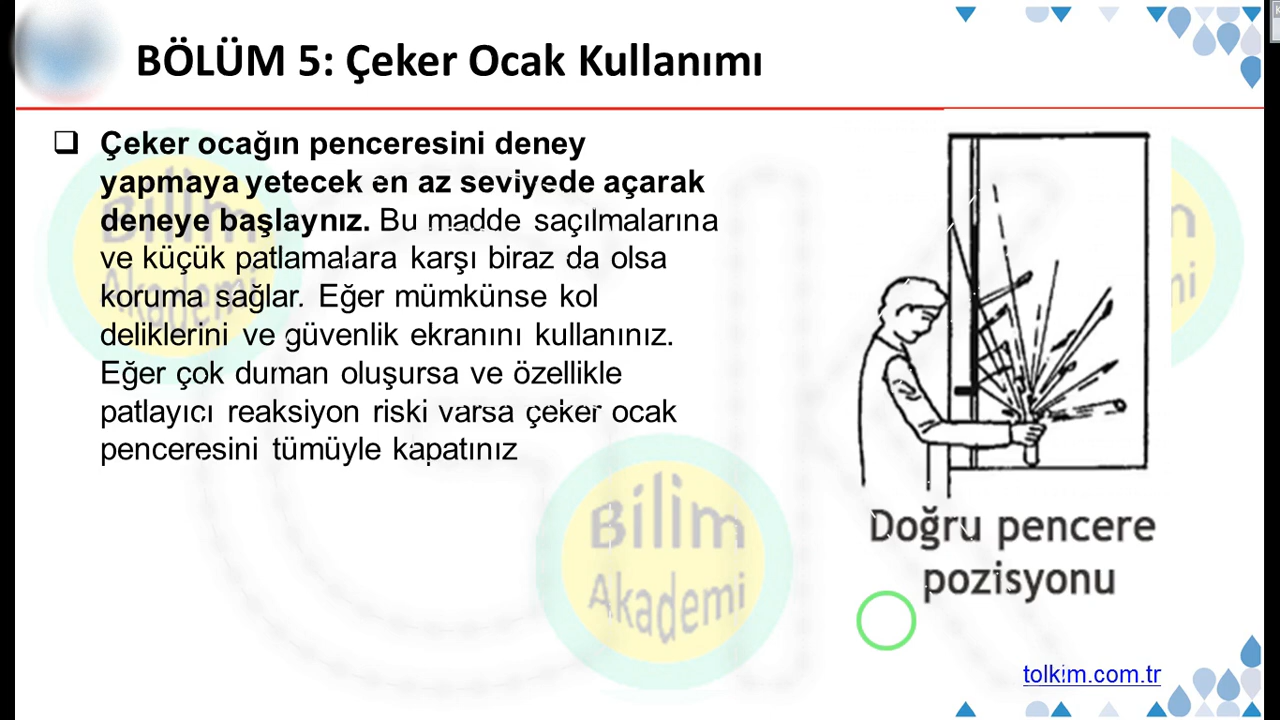 BÖLÜM 5: Çeker Ocak Kullanımı
Çeker ocağın penceresini deney
yapmaya yetecek en az seviyede açarak
deneye başlaynız. Bu madde saçılmalarına
ve küçük patlamalara karşı biraz da olsa
koruma sağlar. Eğer mümkünse kol
deliklerini ve güvenlik ekranını kullanınız.
Eğer çok duman oluşursa ve özellikle
patlayıcı reaksiyon riski varsa çeker ocak
penceresini tümüyle kapatınız
Doğru pencere
pozisyonu
Bilim
Akademi
Bilim
Akademi
tolkim.com.tr